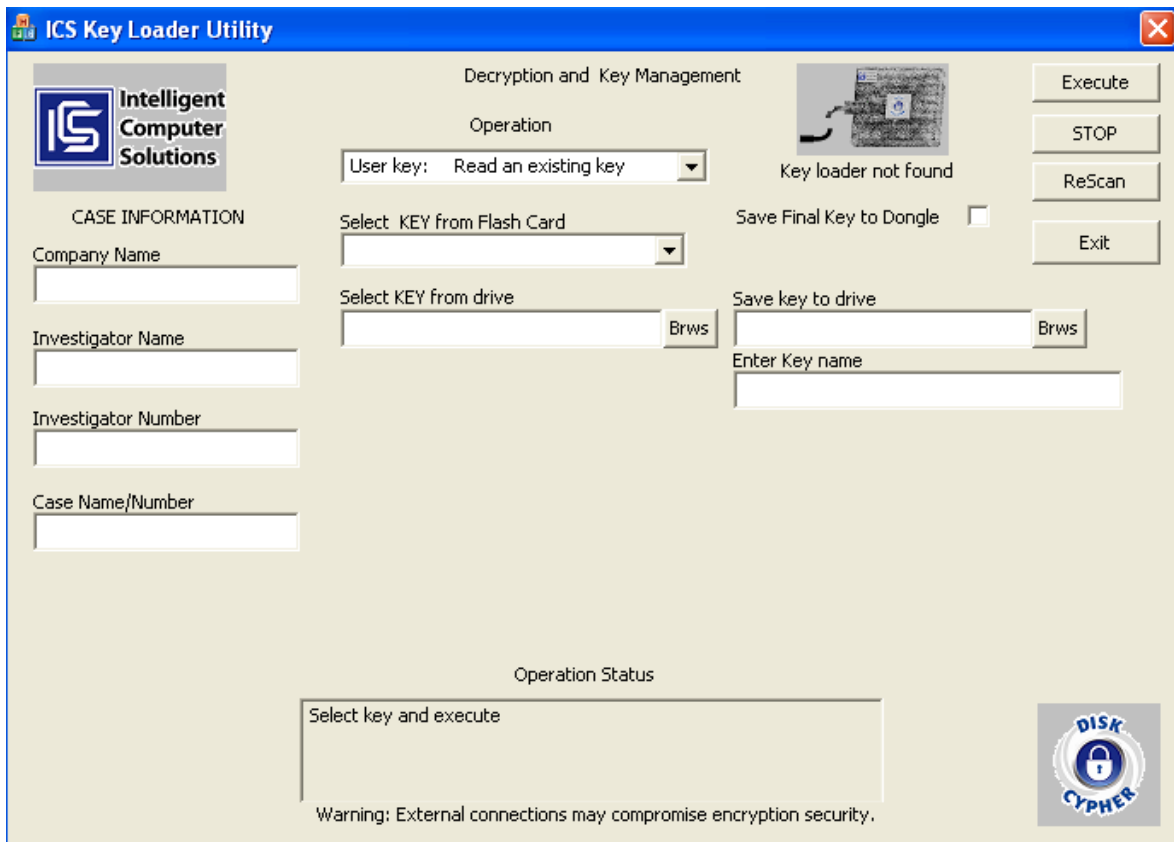 ICS Key Loader Utility
ICS
Intelligent
Computer
Solutions
Decryption and Key Management
Operation
User key: Read an existing key
Key loader not found
Execute
STOP
ReScan
Exit
CASE INFORMATION
Company Name
Investigator Name
Investigator Number
Case Name/Number
Select KEY from Flash Card
Select KEY from drive
Brws
Save Final Key to Dongle
Save key to drive
Brws
Enter Key name
Operation Status
Select key and execute
Warning: External connections may compromise encryption security.
DISK
CYPHER